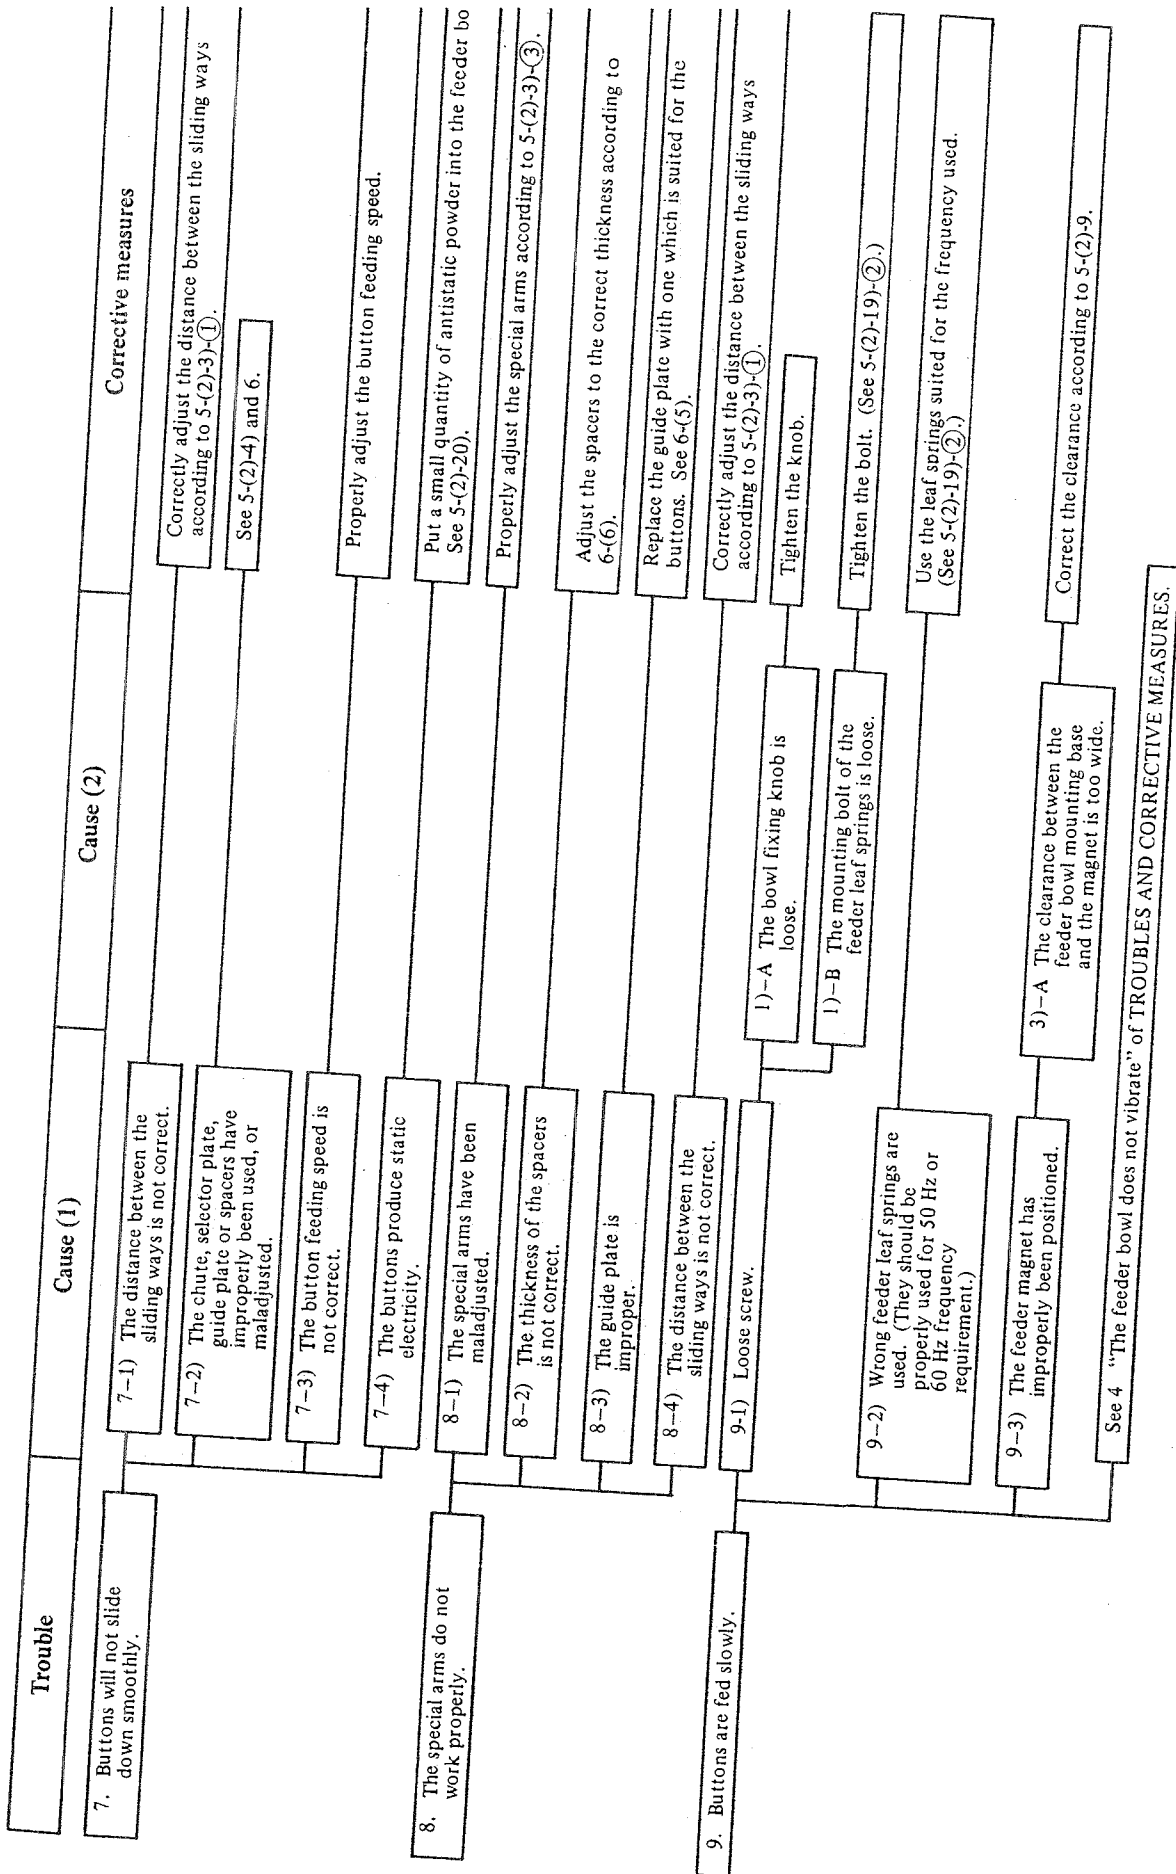 Trouble
Cause (1)
Cause (2)
Corrective measures
7. Buttons will not slide
down smoothly.
7–1) The distance between the
sliding ways is not correct.
Correctly adjust the distance between the sliding ways
according to 5-(2)-3)-①.
7–2) The chute, selector plate,
guide plate or spacers have
improperly been used, or
maladjusted.
See 5-(2)-4) and 6.
7–3) The button feeding speed is
not correct.
Properly adjust the button feeding speed.
7–4) The buttons produce static
electricity.
Put a small quantity of antistatic powder into the feeder bo
See 5-(2)-20).
8. The special arms do not
work properly.
8–1) The special arms have been
maladjusted.
Properly adjust the special arms according to 5-(2)-3)-③.
8–2) The thickness of the spacers
is not correct.
Adjust the spacers to the correct thickness according to
6-(6).
8–3) The guide plate is
improper.
Replace the guide plate with one which is suited for the
buttons. See 6-(5).
8–4) The distance between the
sliding ways is not correct.
Correctly adjust the distance between the sliding ways
according to 5-(2)-3)-①.
9. Buttons are fed slowly.
9-1) Loose screw.
1)–A The bowl fixing knob is
loose.
Tighten the knob.
1)–B The mounting bolt of the
feeder leaf springs is loose.
Tighten the bolt. (See 5-(2)-19)-②.)
9–2) Wrong feeder leaf springs are
used. (They should be
properly used for 50 Hz or
60 Hz frequency
requirement.)
Use the leaf springs suited for the frequency used.
(See 5-(2)-19)-②.)
9–3) The feeder magnet has
improperly been positioned.
3)–A The clearance between the
feeder bowl mounting base
and the magnet is too wide.
Correct the clearance according to 5-(2)-9.
See 4 "The feeder bowl does not vibrate" of TROUBLES AND CORRECTIVE MEASURES.